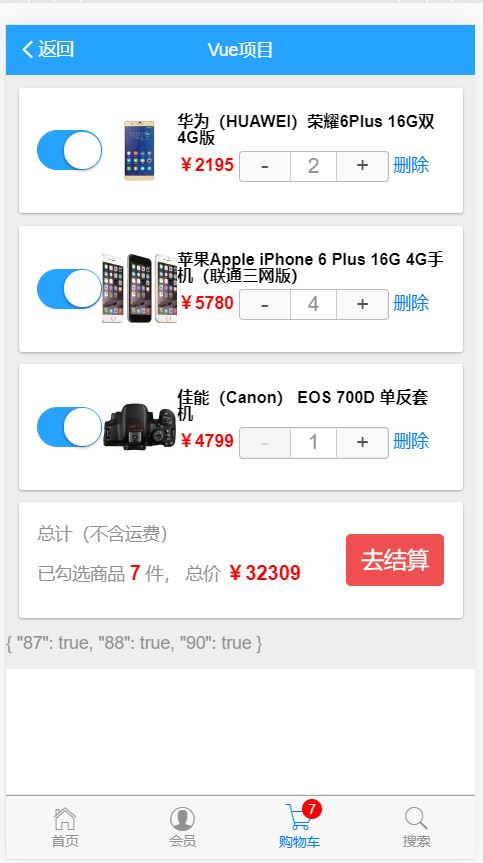 返回
Vue项目
华为（HUAWEI）荣耀6Plus 16G双
4G版
￥2195 - 2 + 删除
苹果Apple iPhone 6 Plus 16G 4G手
机（联通三网版）
￥5780 - 4 + 删除
佳能（Canon） EOS 700D 单反套
机
￥4799 - 1 + 删除
总计（不含运费）
已勾选商品 7 件， 总价 ￥32309
去结算
{ "87": true, "88": true, "90": true }
7
首页 会员 购物车 搜索